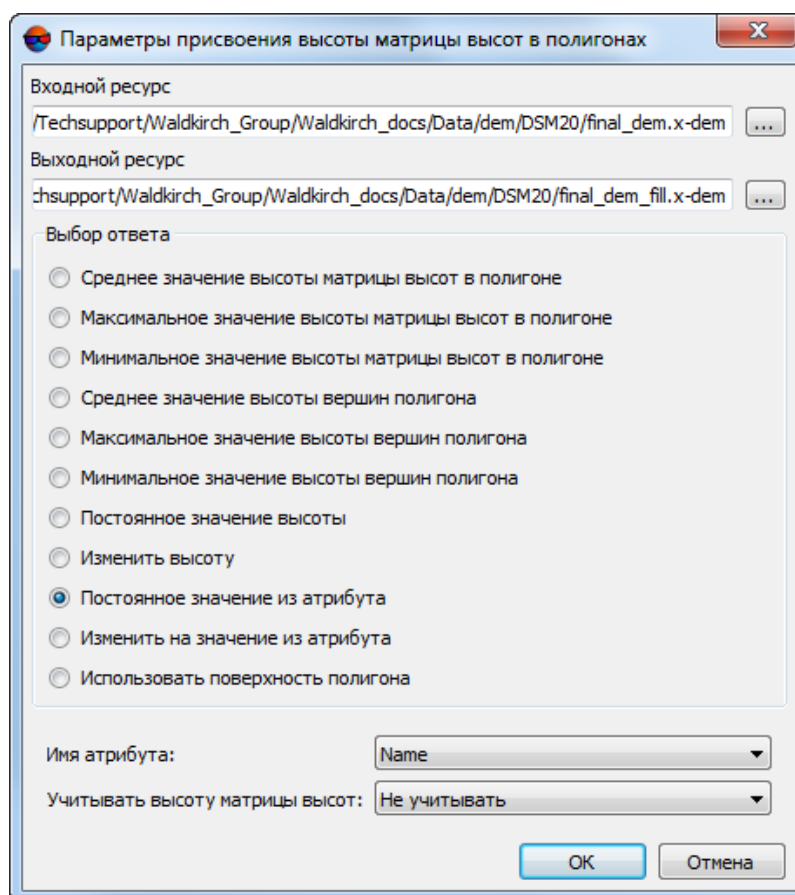 Параметры присвоения высоты матрицы высот в полигонах
Входной ресурс
/Techsupport/Waldkirch_Group/Waldkirch_docs/Data/dem/DSM20/final_dem.x-dem
...
Выходной ресурс
chsupport/Waldkirch_Group/Waldkirch_docs/Data/dem/DSM20/final_dem_fill.x-dem
...
Выбор ответа
Среднее значение высоты матрицы высот в полигоне
Максимальное значение высоты матрицы высот в полигоне
Минимальное значение высоты матрицы высот в полигоне
Среднее значение высоты вершин полигона
Максимальное значение высоты вершин полигона
Минимальное значение высоты вершин полигона
Постоянное значение высоты
Изменить высоту
Постоянное значение из атрибута
Изменить на значение из атрибута
Использовать поверхность полигона
Имя атрибута: Name
Учитывать высоту матрицы высот: Не учитывать
OK Отмена